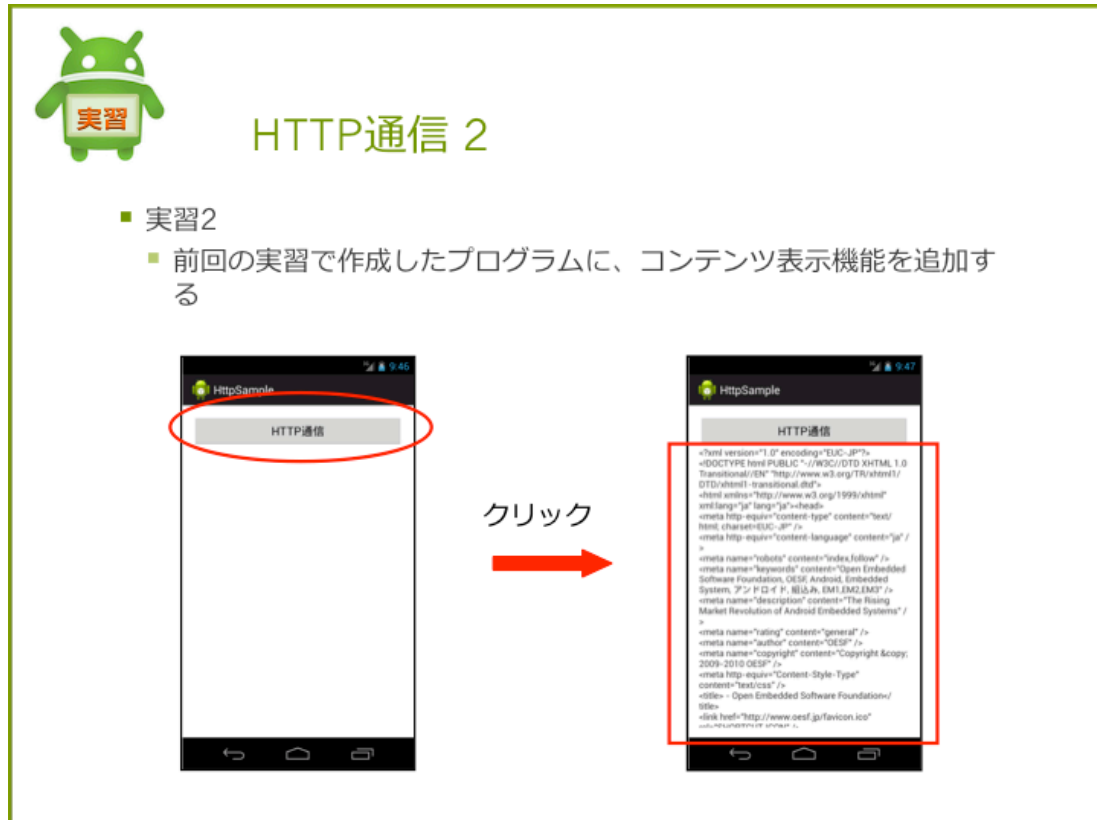 実習
HTTP通信 2
実習2
前回の実習で作成したプログラムに、コンテンツ表示機能を追加す
る
9:46
HttpSample
HTTP通信
クリック
9:47
HttpSample
HTTP通信
<?xml version="1.0" encoding="EUC-JP"?>
<!DOCTYPE html PUBLIC "-//W3C//DTD XHTML 1.0
Transitional//EN" "http://www.w3.org/TR/xhtml1/
DTD/xhtml1-transitional.dtd">
<html xmlns="http://www.w3.org/1999/xhtml"
xml:lang="ja" lang="ja"><head>
<meta http-equiv="content-type" content="text/
html; charset=EUC-JP" />
<meta http-equiv="content-language" content="ja" /
>
<meta name="robots" content="index,follow" />
<meta name="keywords" content="Open Embedded
Software Foundation, OESF, Android, Embedded
System, アンドロイド, 組込み, EM1,EM2,EM3" />
<meta name="description" content="The Rising
Market Revolution of Android Embedded Systems" /
>
<meta name="rating" content="general" />
<meta name="author" content="OESF" />
<meta name="copyright" content="Copyright &copy;
2009-2010 OESF" />
<meta http-equiv="Content-Style-Type"
content="text/css" />
<title> - Open Embedded Software Foundation</
title>
<link href="http://www.oesf.jp/favicon.ico"
rel="SHORTCUT ICON" />